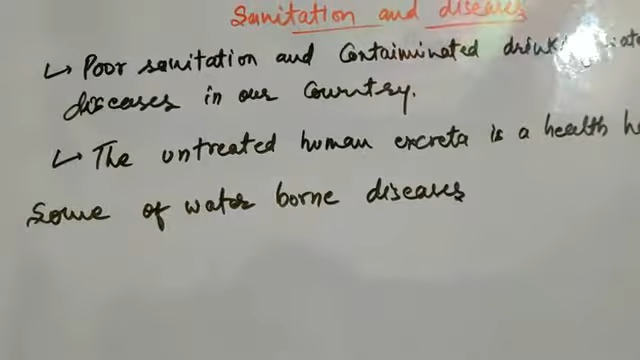 Sanitation and diseases
↳ Poor sanitation and Contaiminated
diseases in our Country.
↳ The untreated human excreta is a health
Some of water borne diseases